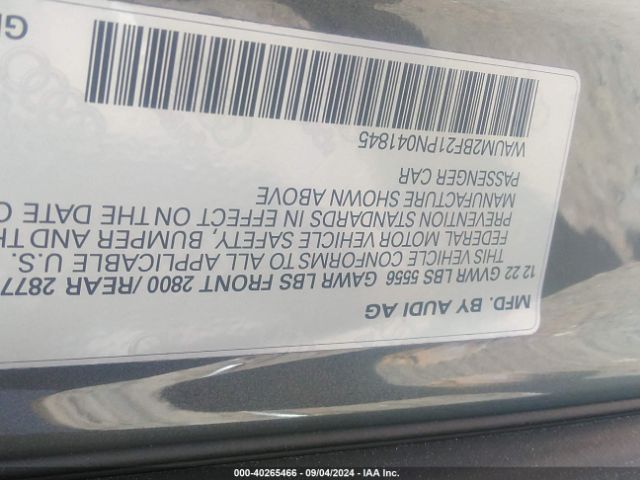 MFD. BY AUDI AG
12 22 GVWR LBS 5556 GAWR LBS FRONT 2800 /REAR 2877
THIS VEHICLE CONFORMS TO ALL APPLICABLE U.S.
FEDERAL MOTOR VEHICLE SAFETY, BUMPER AND
PREVENTION STANDARDS IN EFFECT ON THE DATE
MANUFACTURE SHOWN ABOVE
PASSENGER CAR
WAUM2BF21PN041845
000-40265466 - 09/04/2024 - IAA Inc.